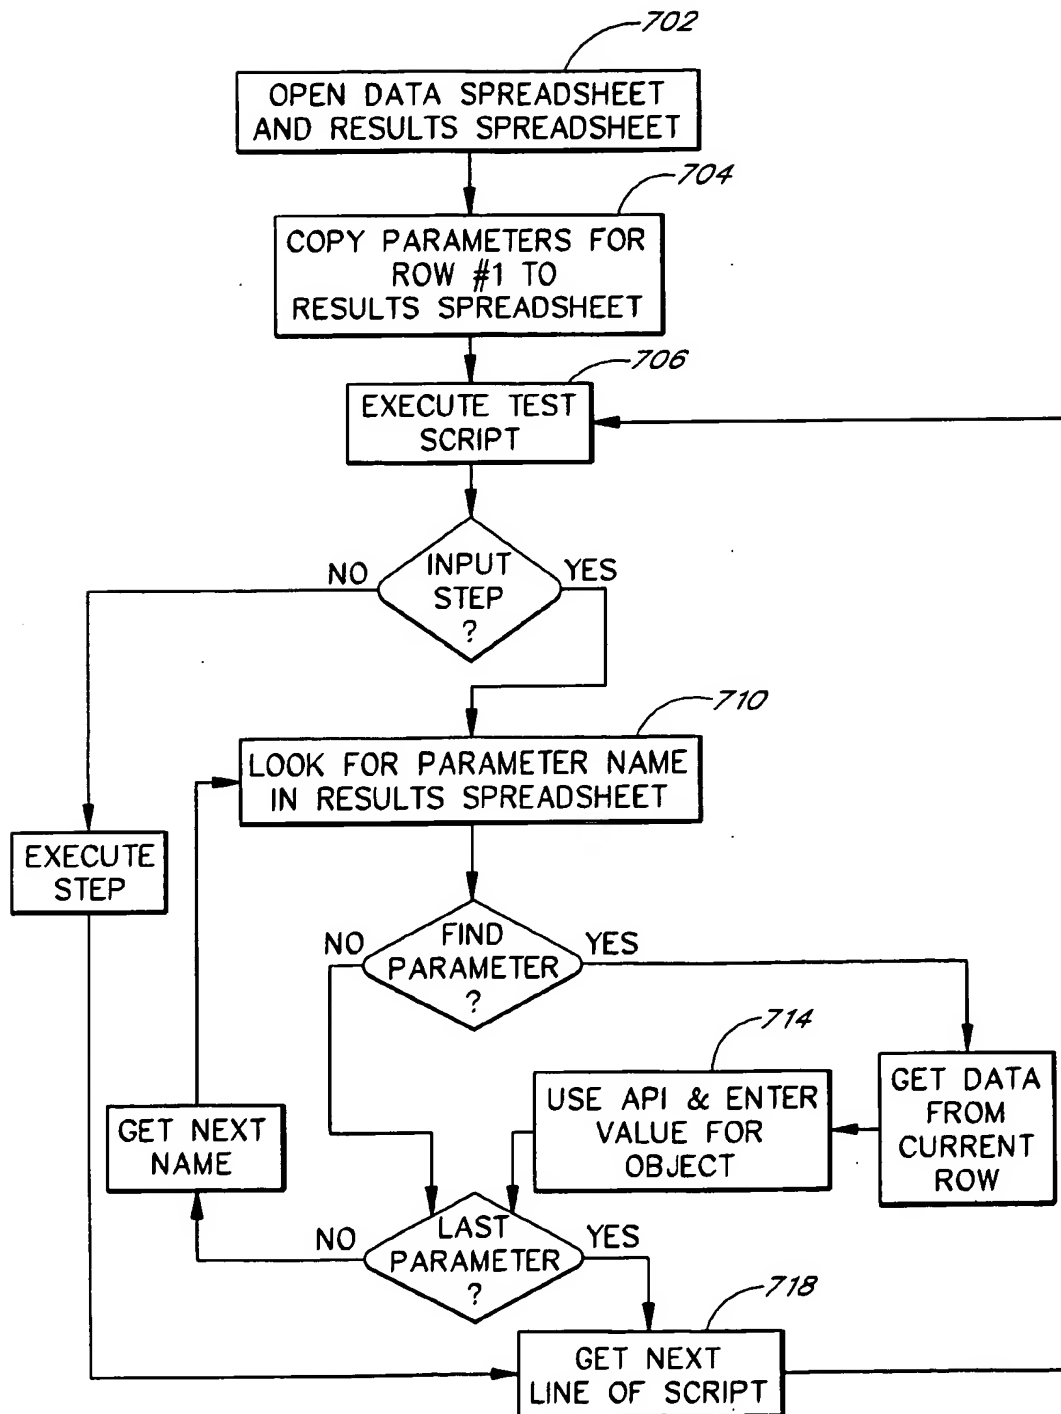 702
OPEN DATA SPREADSHEET
AND RESULTS SPREADSHEET
704
COPY PARAMETERS FOR
ROW #1 TO
RESULTS SPREADSHEET
706
EXECUTE TEST
SCRIPT
NO
INPUT
STEP
?
YES
710
LOOK FOR PARAMETER NAME
IN RESULTS SPREADSHEET
EXECUTE
STEP
NO
FIND
PARAMETER
?
YES
714
USE API & ENTER
VALUE FOR
OBJECT
GET DATA
FROM
CURRENT
ROW
GET NEXT
NAME
NO
LAST
PARAMETER
?
YES
718
GET NEXT
LINE OF SCRIPT